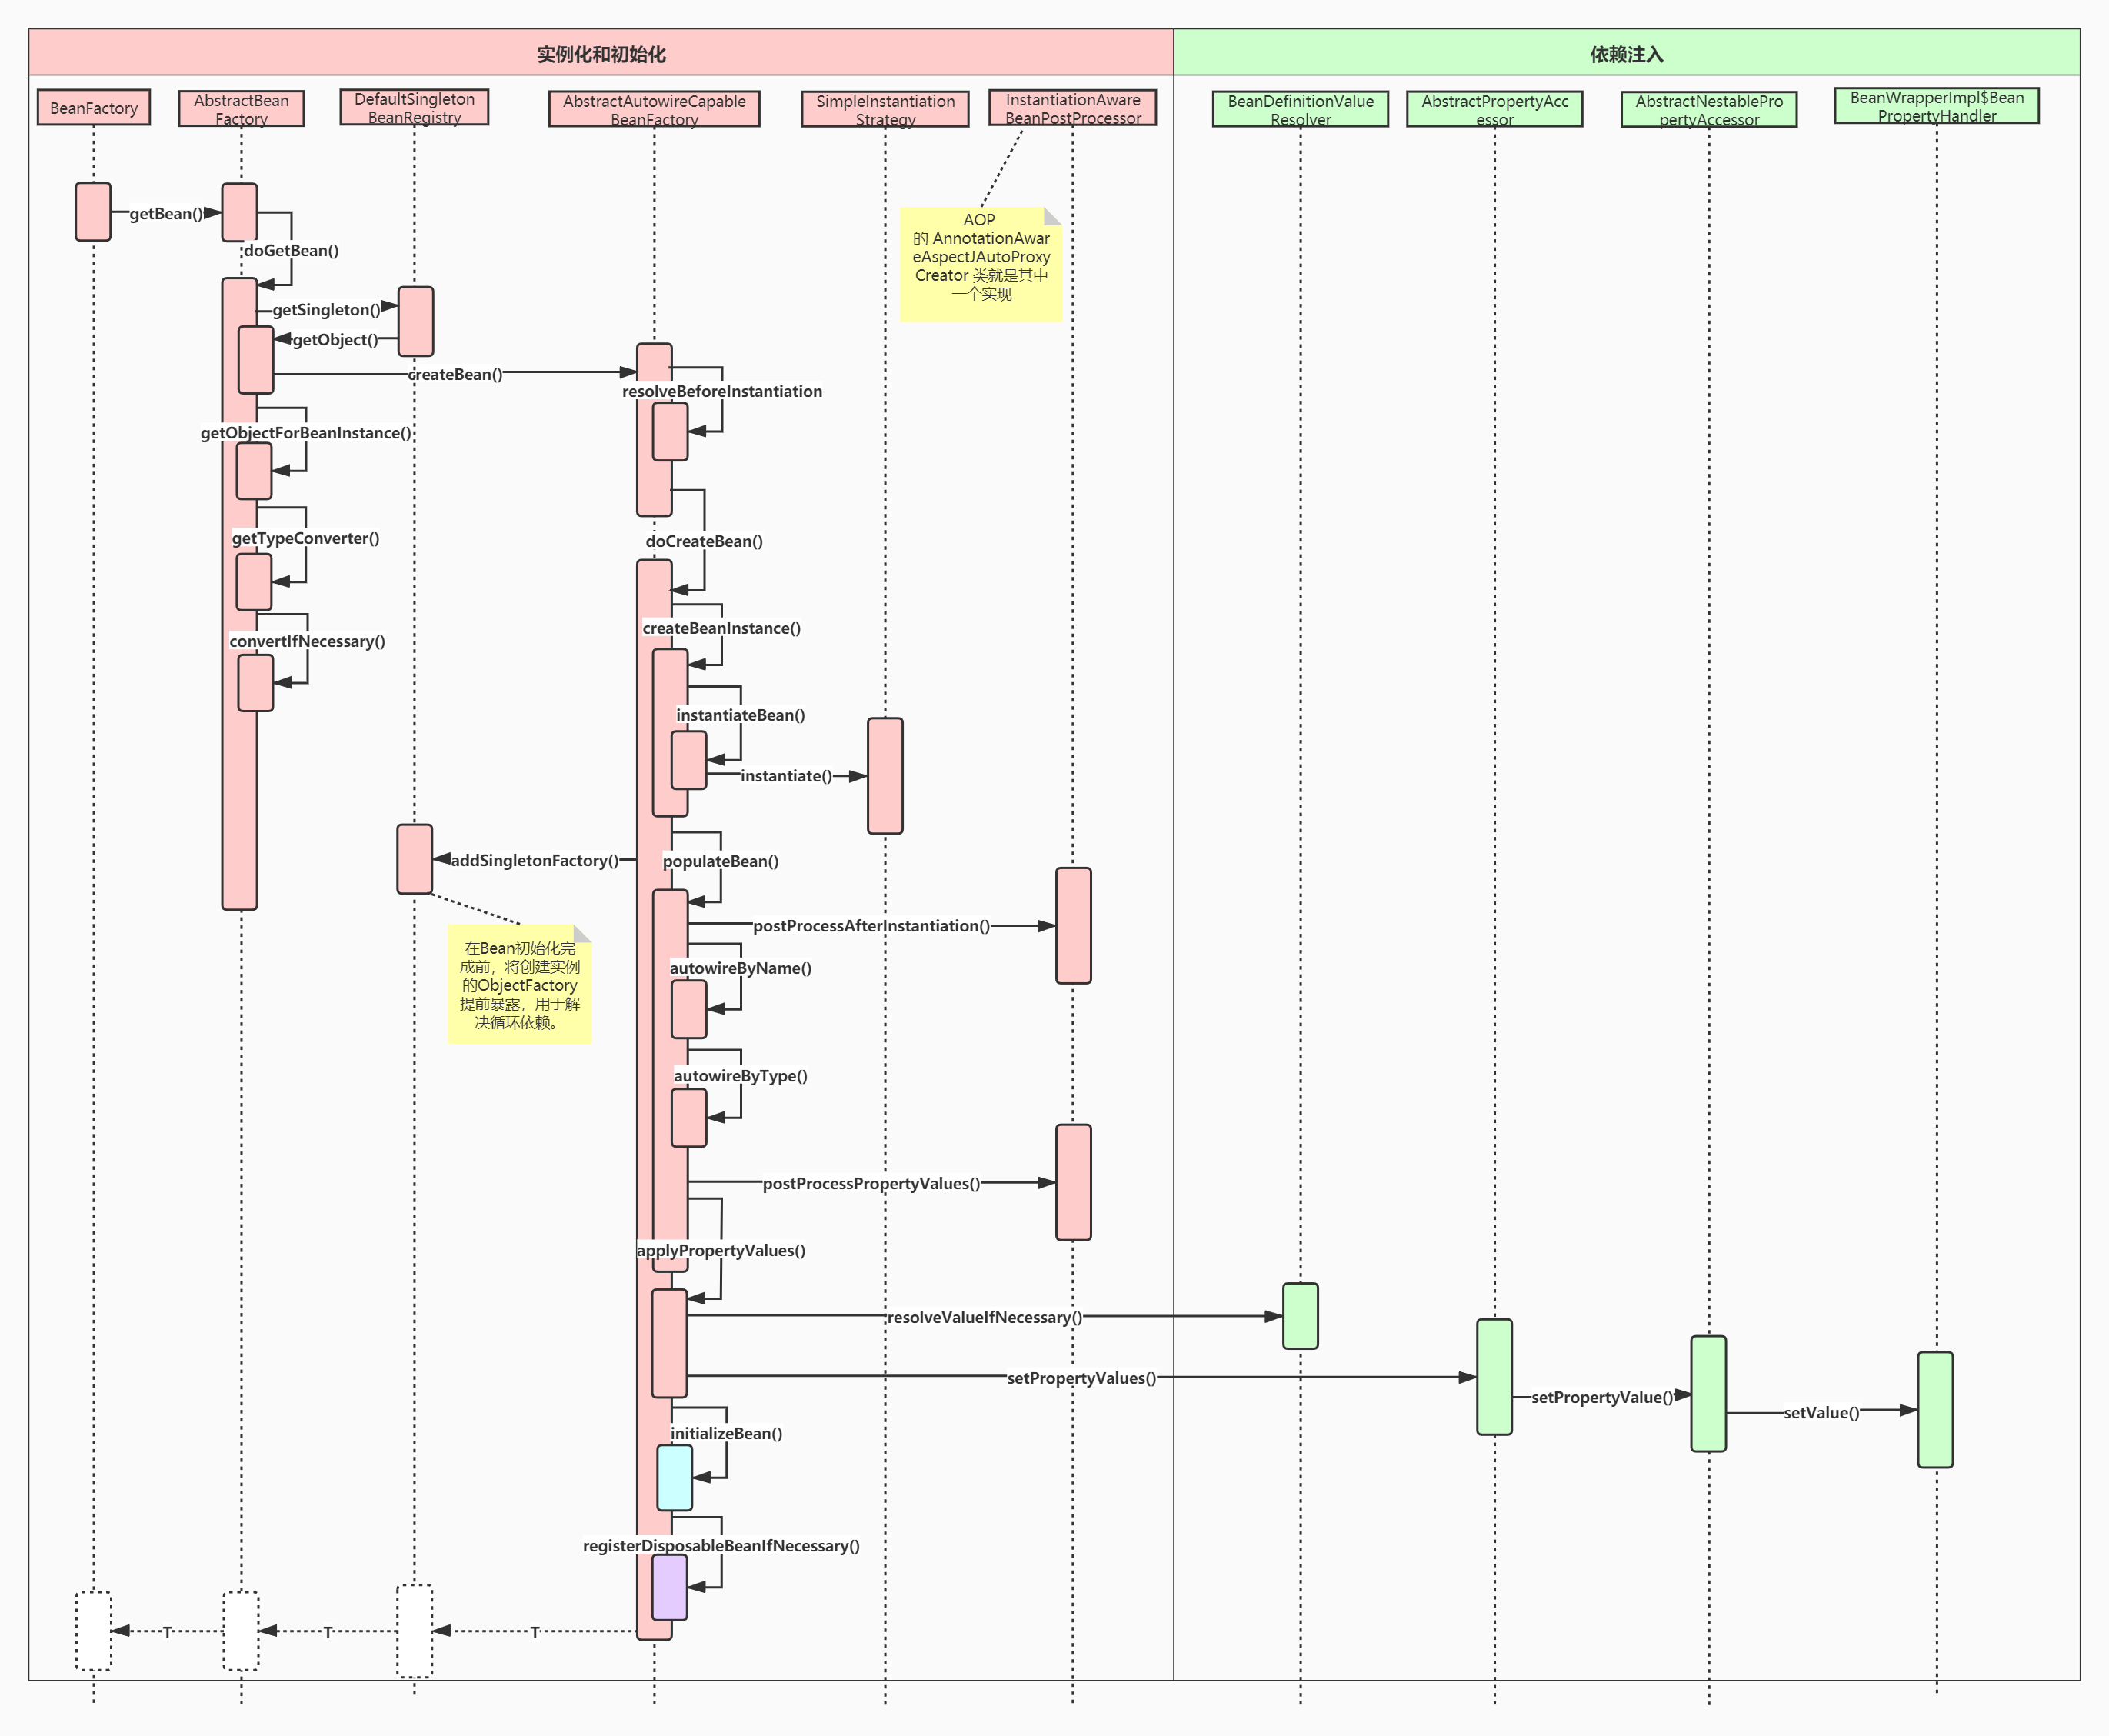 实例化和初始化
依赖注入
BeanFactory
AbstractBean
Factory
DefaultSingleton
BeanRegistry
AbstractAutowireCapable
BeanFactory
SimpleInstantiation
Strategy
InstantiationAware
BeanPostProcessor
BeanDefinitionValue
Resolver
AbstractPropertyAcc
essor
AbstractNestablePro
pertyAccessor
BeanWrapperImpl$Bean
PropertyHandler
getBean()
doGetBean()
AOP
的 AnnotationAwar
eAspectJAutoProxy
Creator 类就是其中
一个实现
getSingleton()
getObject()
createBean()
resolveBeforeInstantiation
getObjectForBeanInstance()
getTypeConverter()
doCreateBean()
createBeanInstance()
convertIfNecessary()
instantiateBean()
instantiate()
addSingletonFactory()
populateBean()
postProcessAfterInstantiation()
在Bean初始化完
成前，将创建实例
的ObjectFactory
提前暴露，用于解
决循环依赖。
autowireByName()
autowireByType()
postProcessPropertyValues()
applyPropertyValues()
resolveValueIfNecessary()
setPropertyValues()
setPropertyValue()
setValue()
initializeBean()
registerDisposableBeanIfNecessary()
T
T
T